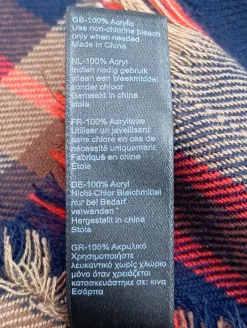 GB-100% Acrylic
Use non-chlorine bleach
only when needed
Made in China
NL-100% Acryl
Indien nodig gebruik
alleen een bleekmiddel
zonder chloor
Gemaakt in china
stola
FR-100% Acrylique
Utiliser un javellisant
sans chlore en cas de
nécessité uniquement
Fabriqué en china
Étole
DE-100% Acryl
Nicht-Chlor Bleichmittel
nur bei Bedarf
verwenden
Hergestellt in china
Stola
GR-100% Ακρυλικό
Χρησιμοποιήστε
λευκαντικό χωρίς χλώριο
μόνο όταν χρειάζεται
κατασκευάστηκε σε: κινα
Εσάρπα